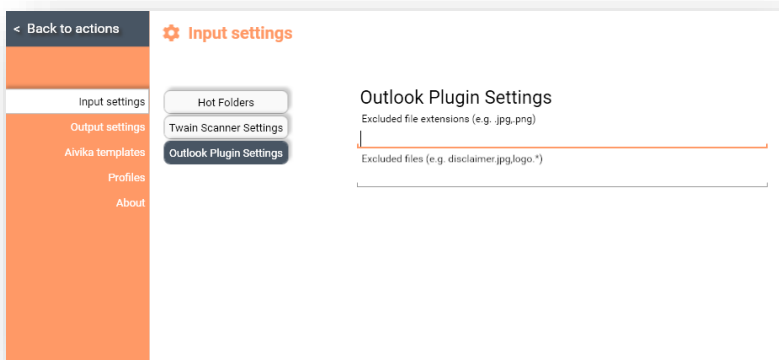 < Back to actions
Input settings
Input settings
Output settings
Aivika templates
Profiles
About
Hot Folders
Twain Scanner Settings
Outlook Plugin Settings
Outlook Plugin Settings
Excluded file extensions (e.g. .jpg,.png)
Excluded files (e.g. disclaimer.jpg,logo.*)